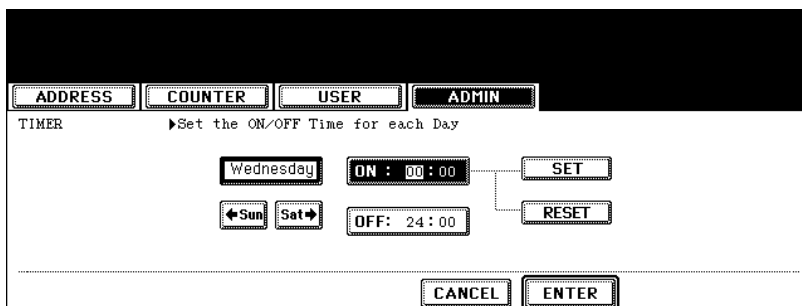 ADDRESS COUNTER USER ADMIN
TIMER ▶Set the ON/OFF Time for each Day
Wednesday ON : 00:00 SET
←Sun Sat→ OFF: 24:00 RESET
CANCEL ENTER